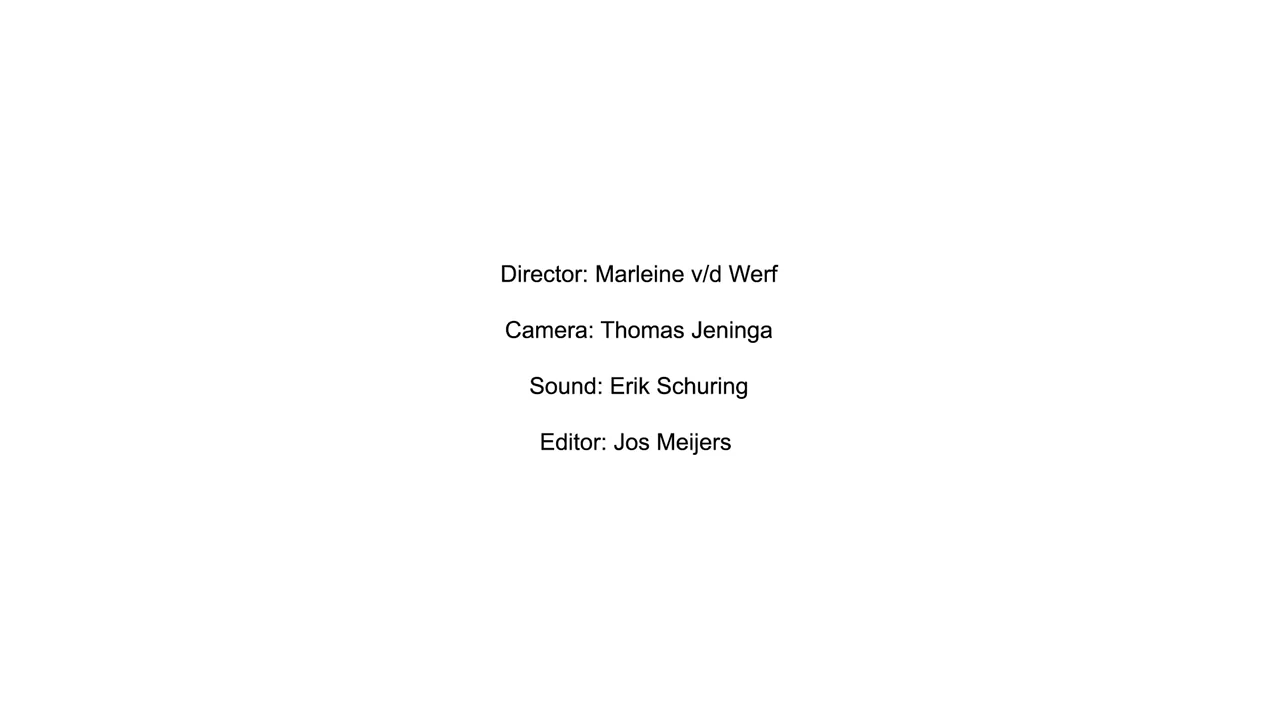 Director: Marleine v/d Werf
Camera: Thomas Jeninga
Sound: Erik Schuring
Editor: Jos Meijers